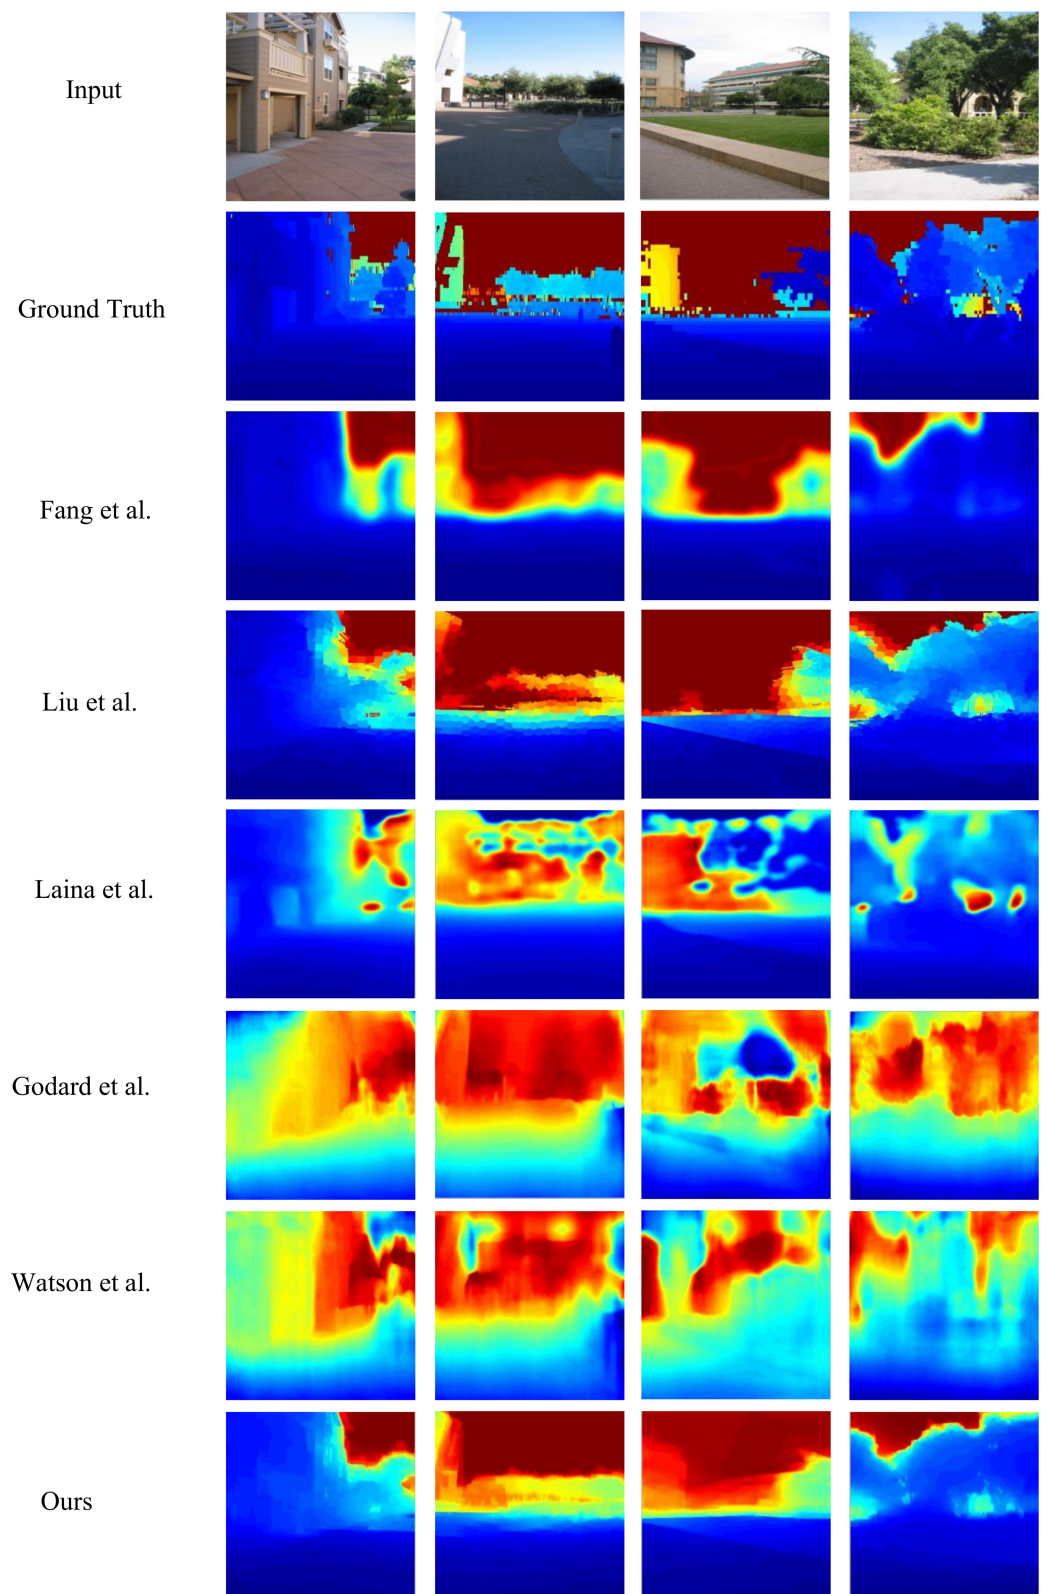 Input
Ground Truth
Fang et al.
Liu et al.
Laina et al.
Godard et al.
Watson et al.
Ours